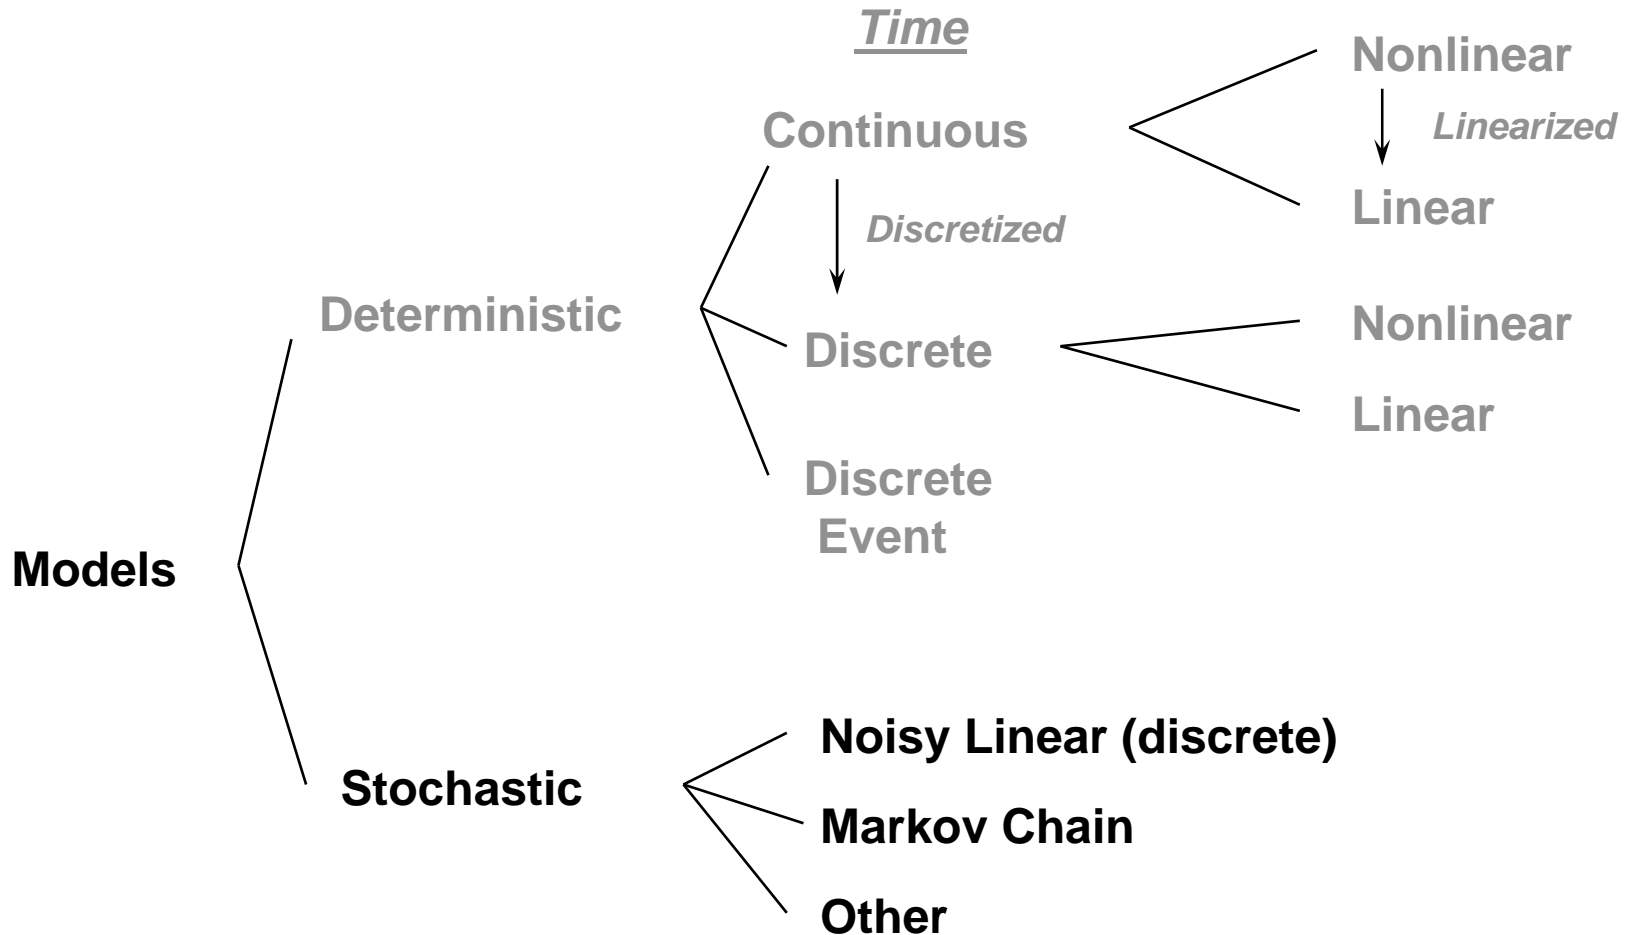 Time
Nonlinear
Continuous
Linearized
Linear
Discretized
Deterministic
Nonlinear
Discrete
Linear
Discrete
Event
Models
Noisy Linear (discrete)
Stochastic
Markov Chain
Other